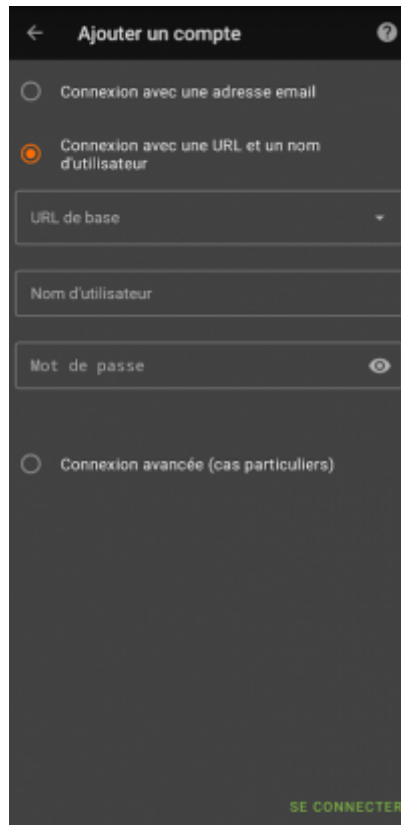 Ajouter un compte
Connexion avec une adresse email
Connexion avec une URL et un nom
d'utilisateur
URL de base
Nom d'utilisateur
Mot de passe
Connexion avancée (cas particuliers)
SE CONNECTER